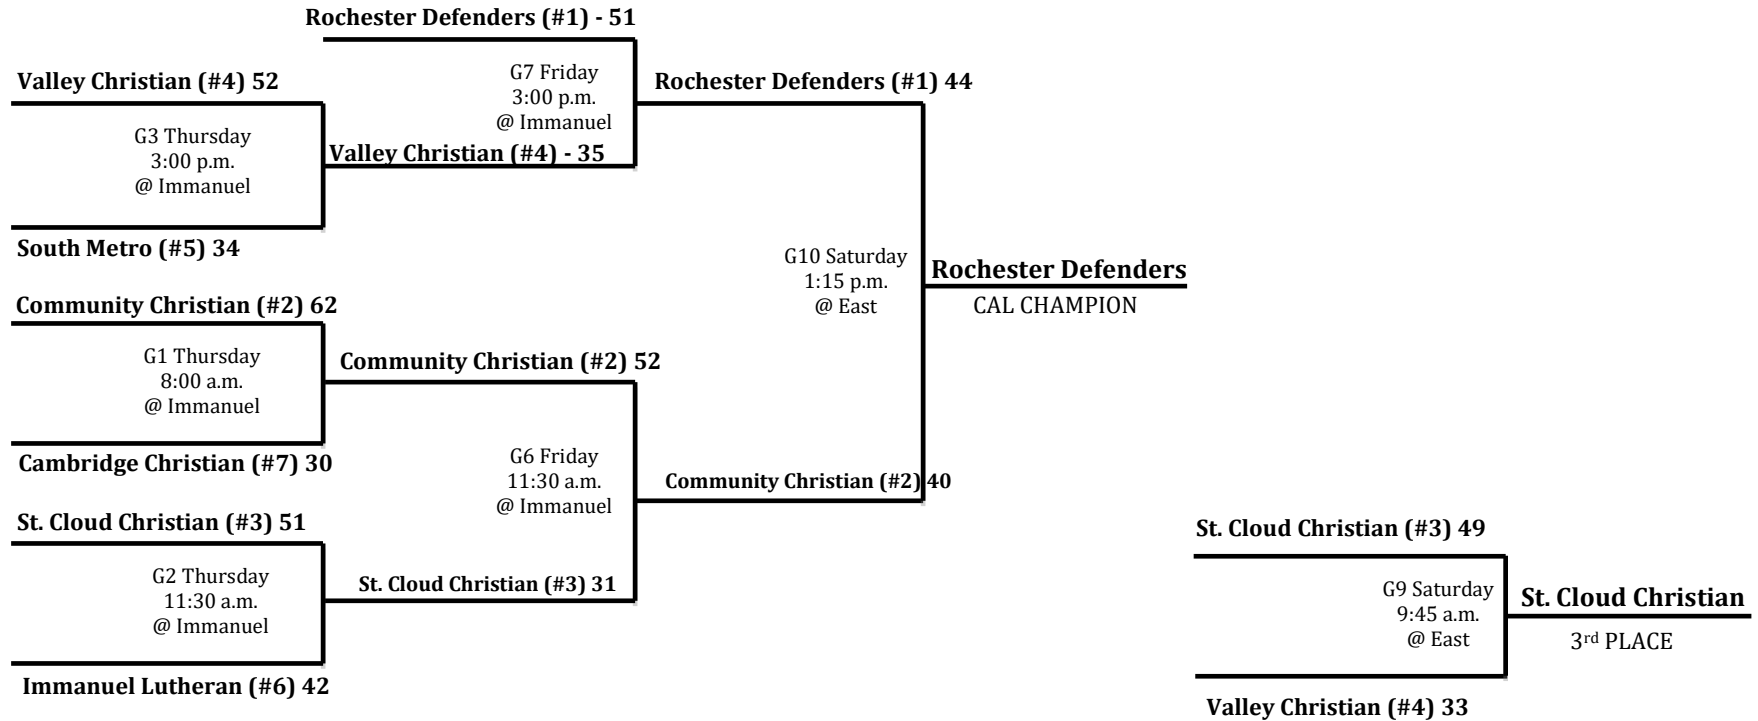 Rochester Defenders (#1) - 51
Valley Christian (#4) 52
G7 Friday
3:00 p.m.
@ Immanuel
Rochester Defenders (#1) 44
G3 Thursday
3:00 p.m.
@ Immanuel
Valley Christian (#4) - 35
South Metro (#5) 34
G10 Saturday
1:15 p.m.
@ East
Rochester Defenders
CAL CHAMPION
Community Christian (#2) 62
G1 Thursday
8:00 a.m.
@ Immanuel
Community Christian (#2) 52
Cambridge Christian (#7) 30
G6 Friday
11:30 a.m.
@ Immanuel
Community Christian (#2) 40
St. Cloud Christian (#3) 51
G2 Thursday
11:30 a.m.
@ Immanuel
St. Cloud Christian (#3) 31
Immanuel Lutheran (#6) 42
St. Cloud Christian (#3) 49
G9 Saturday
9:45 a.m.
@ East
St. Cloud Christian
3rd PLACE
Valley Christian (#4) 33